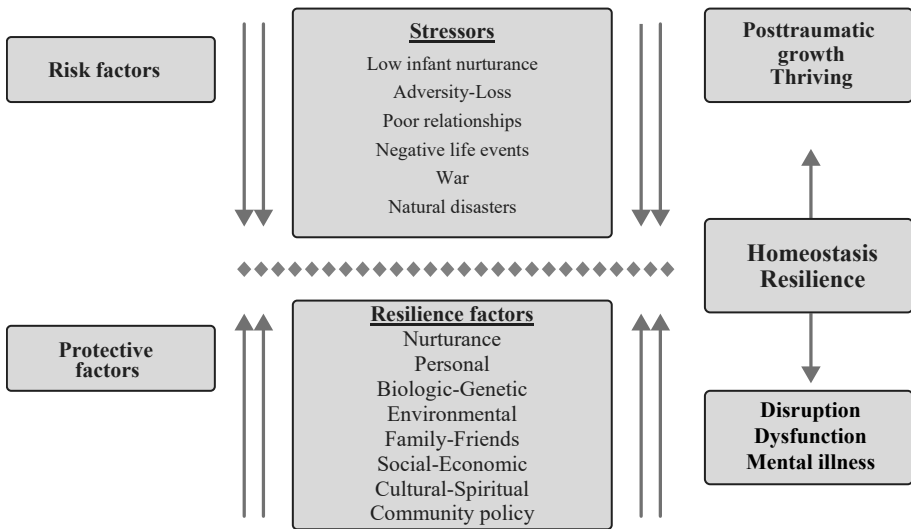 Risk factors
Stressors
Low infant nurturance
Adversity-Loss
Poor relationships
Negative life events
War
Natural disasters
Posttraumatic
growth
Thriving
Homeostasis
Resilience
Protective
factors
Resilience factors
Nurturance
Personal
Biologic-Genetic
Environmental
Family-Friends
Social-Economic
Cultural-Spiritual
Community policy
Disruption
Dysfunction
Mental illness